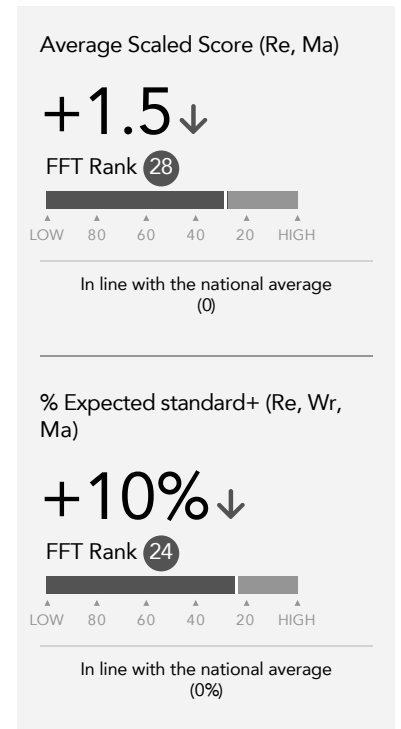 Average Scaled Score (Re, Ma)
+1.5↓
FFT Rank 28
LOW 80 60 40 20 HIGH
In line with the national average
(0)
% Expected standard+ (Re, Wr,
Ma)
+10%↓
FFT Rank 24
LOW 80 60 40 20 HIGH
In line with the national average
(0%)